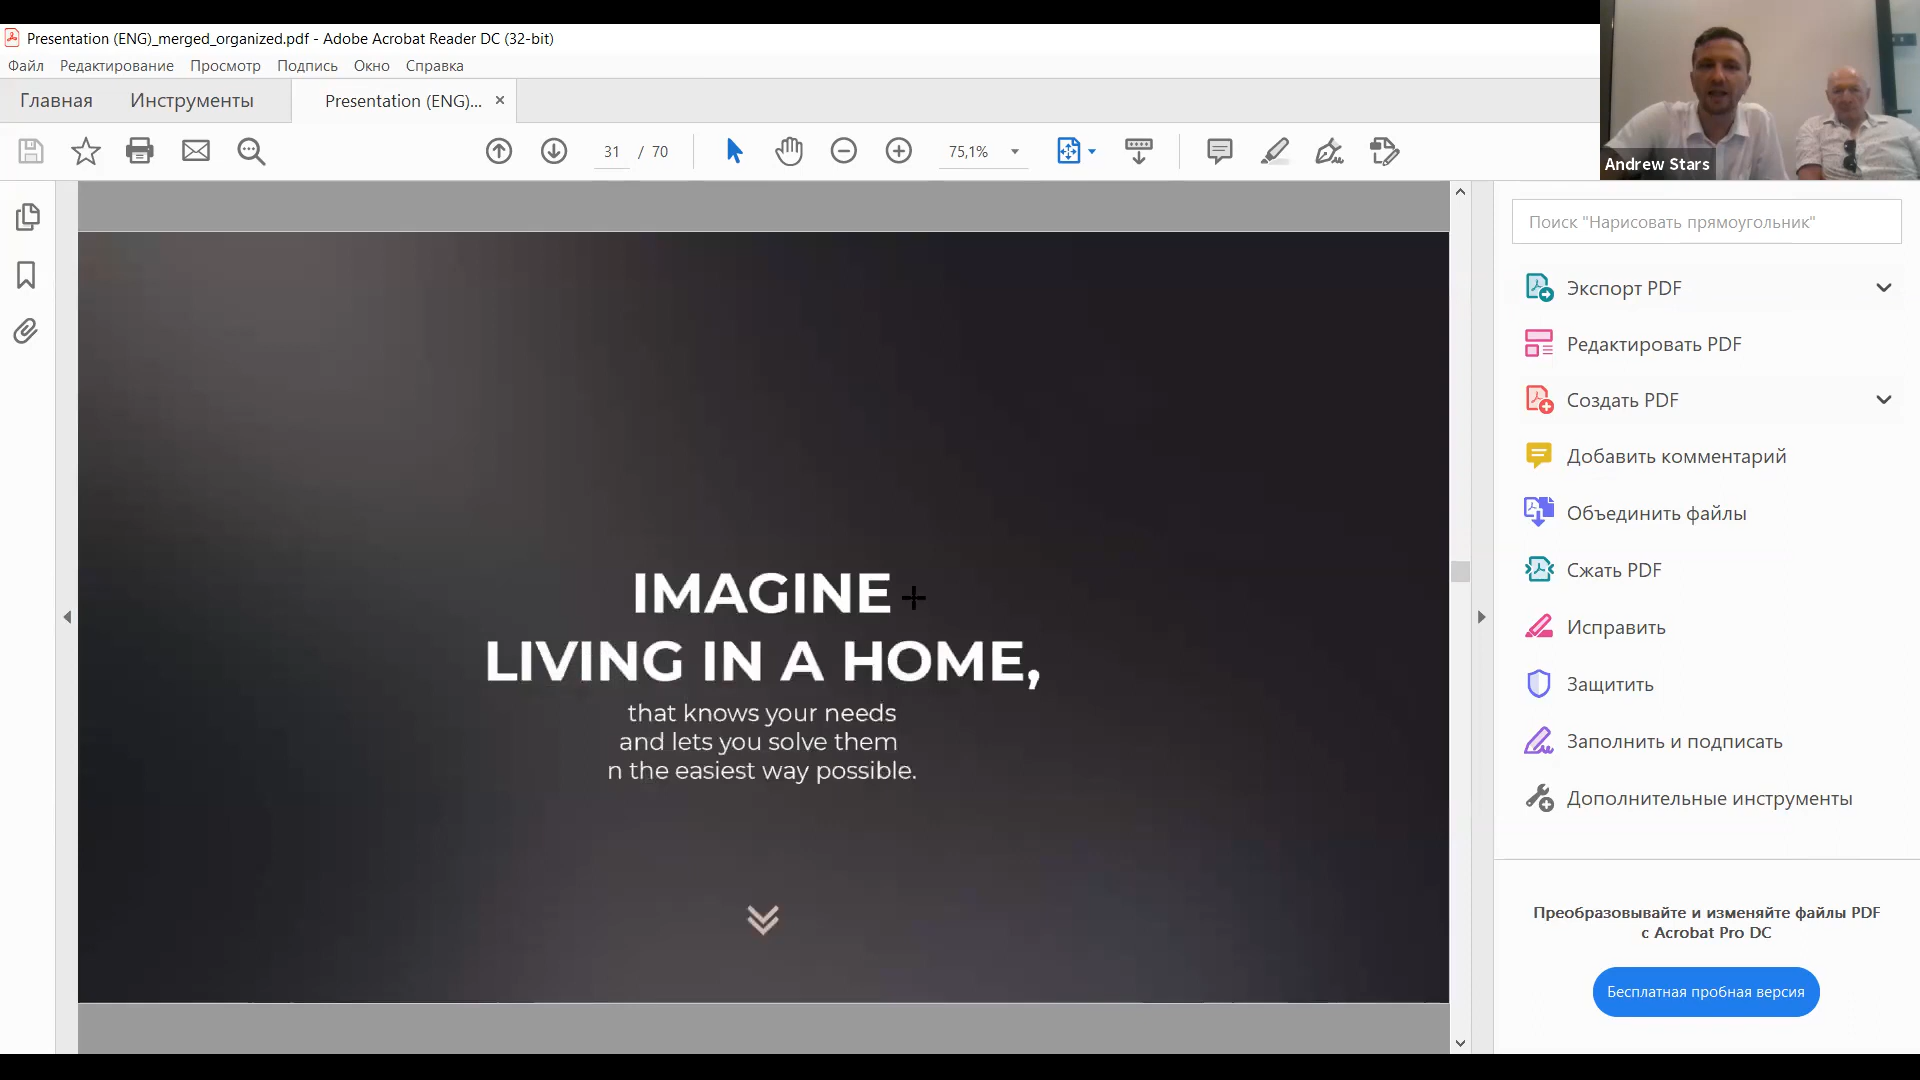 Presentation (ENG)_merged_organized.pdf - Adobe Acrobat Reader DC (32-bit)
Файл Редактирование Просмотр Подпись Окно Справка
Главная Инструменты Presentation (ENG)...
31 / 70 75,1%
Andrew Stars
Поиск "Нарисовать прямоугольник"
Экспорт PDF
Редактировать PDF
Создать PDF
Добавить комментарий
Объединить файлы
Сжать PDF
Исправить
Защитить
Заполнить и подписать
Дополнительные инструменты
Преобразовывайте и изменяйте файлы PDF
с Acrobat Pro DC
Бесплатная пробная версия
IMAGINE
LIVING IN A HOME,
that knows your needs
and lets you solve them
n the easiest way possible.